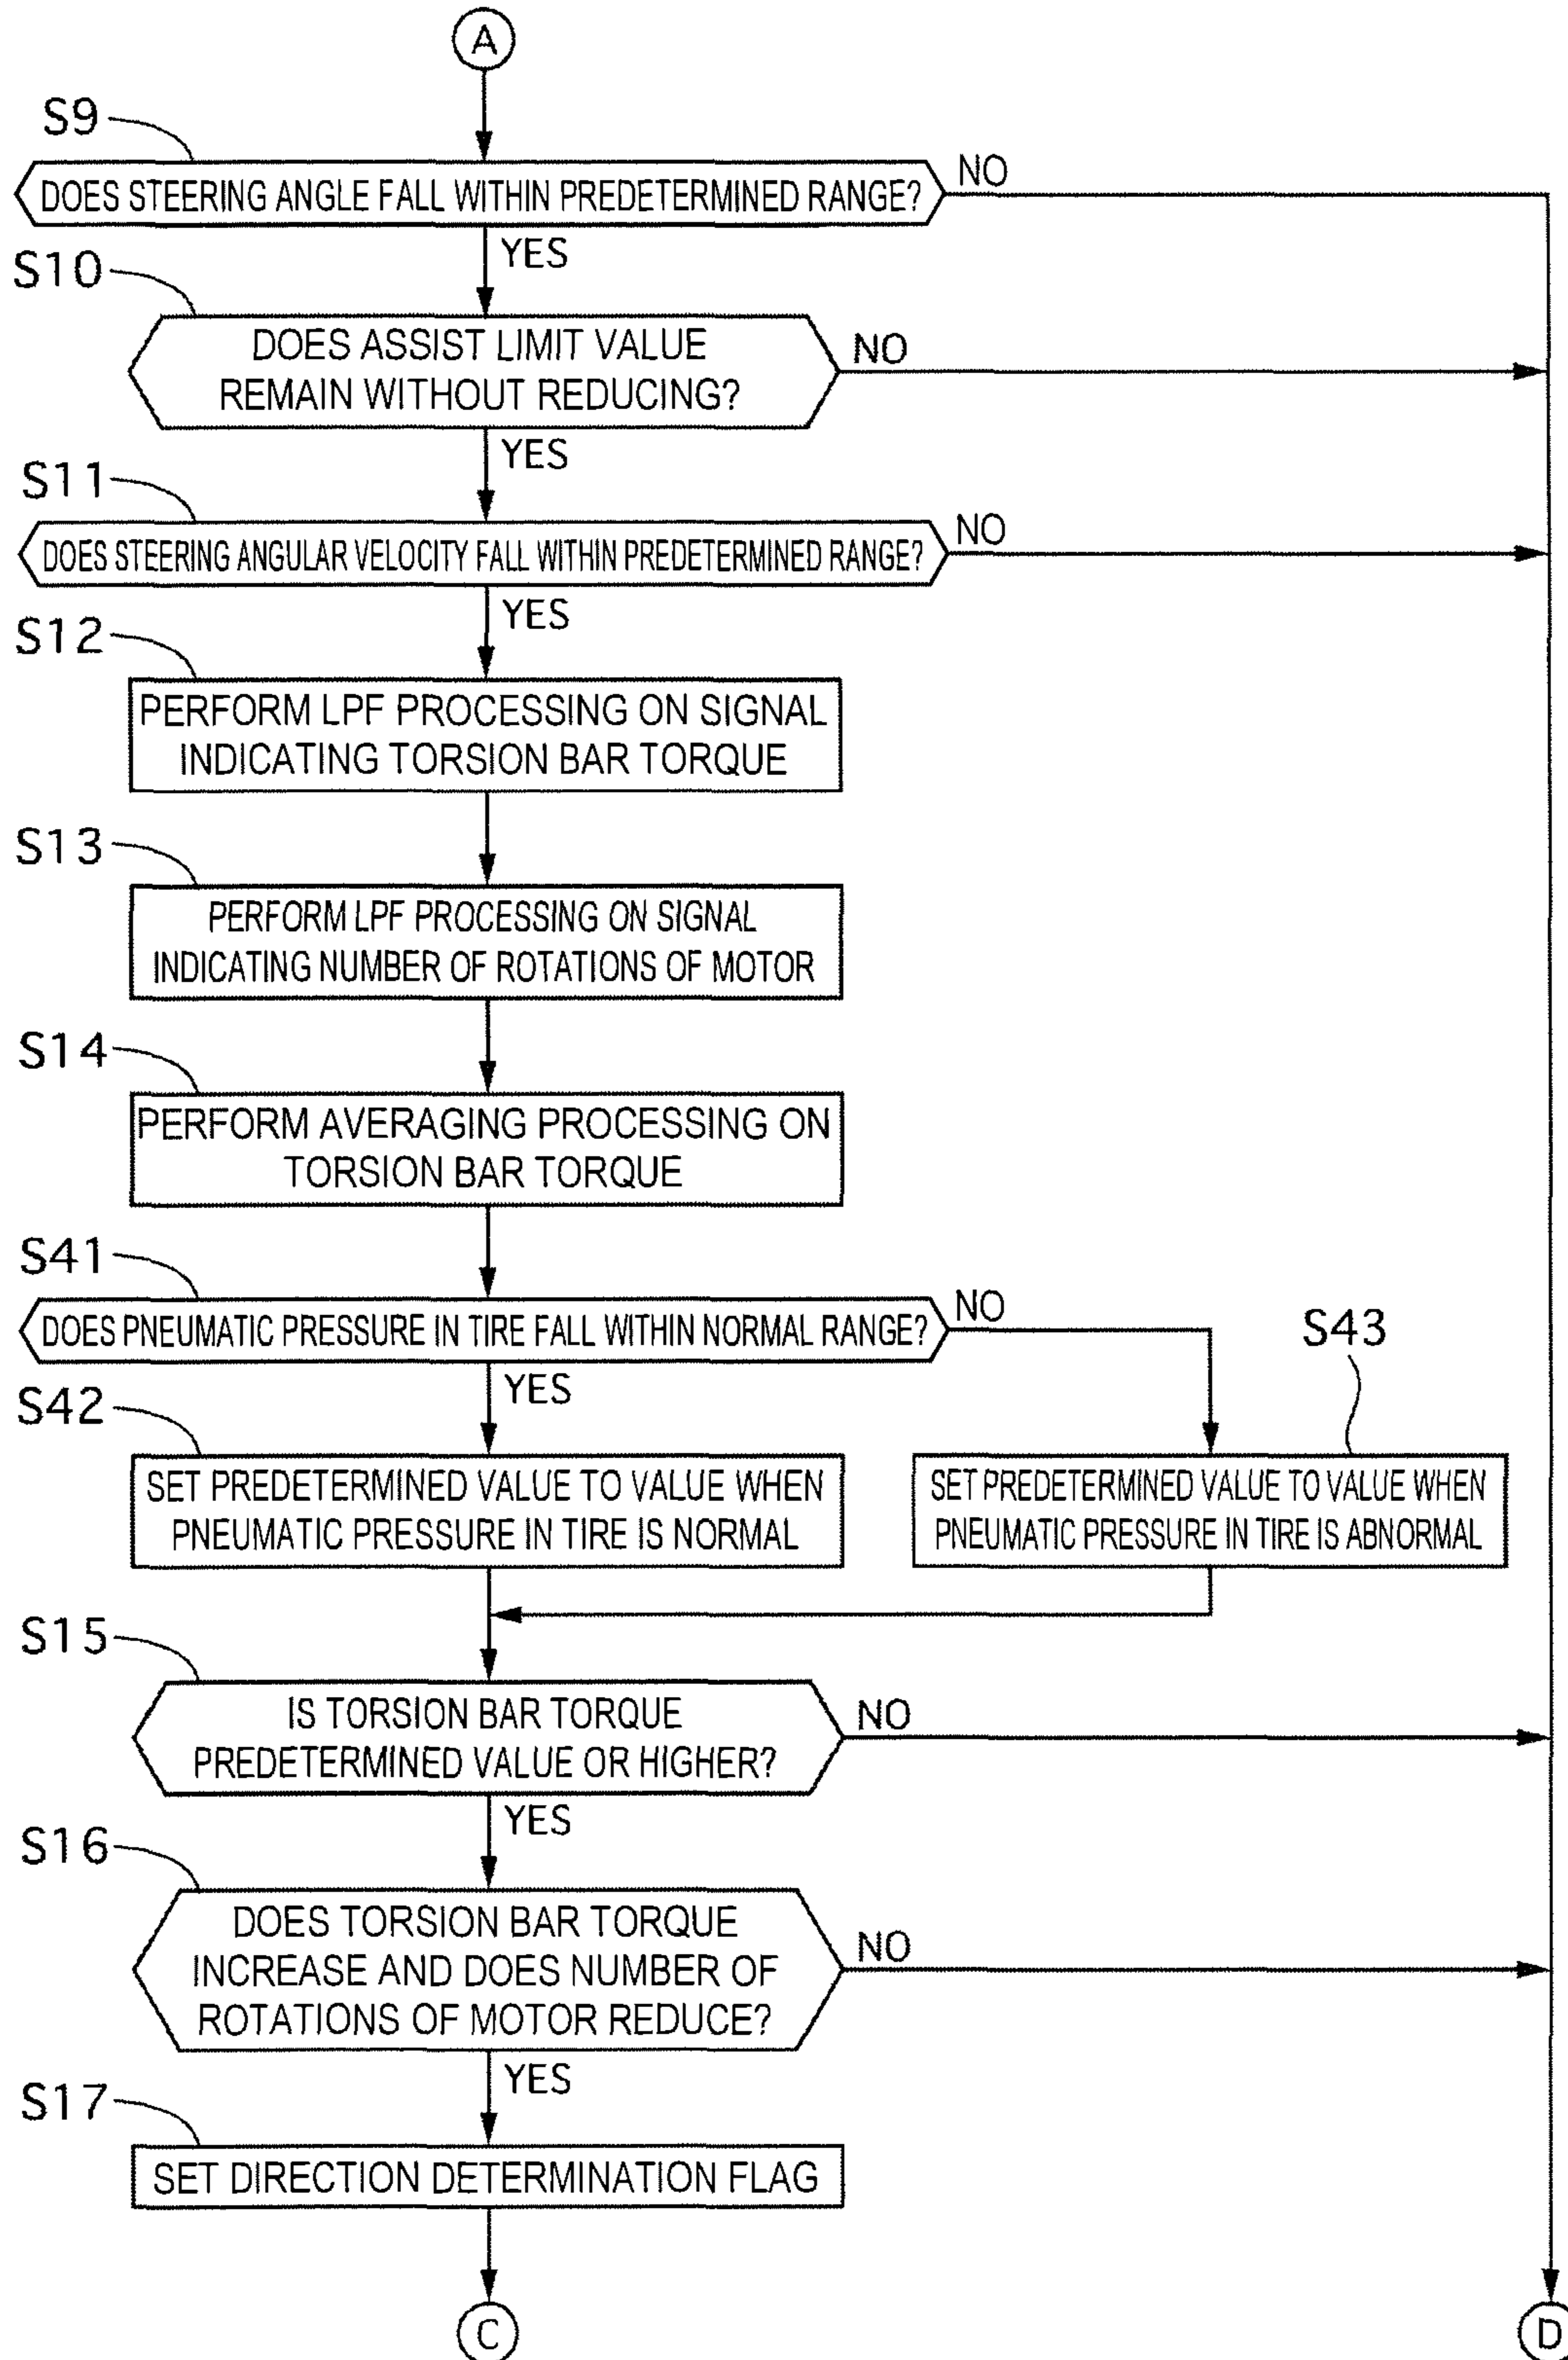 A
S9
DOES STEERING ANGLE FALL WITHIN PREDETERMINED RANGE?
NO
YES
S10
DOES ASSIST LIMIT VALUE
REMAIN WITHOUT REDUCING?
NO
YES
S11
DOES STEERING ANGULAR VELOCITY FALL WITHIN PREDETERMINED RANGE?
NO
YES
S12
PERFORM LPF PROCESSING ON SIGNAL
INDICATING TORSION BAR TORQUE
S13
PERFORM LPF PROCESSING ON SIGNAL
INDICATING NUMBER OF ROTATIONS OF MOTOR
S14
PERFORM AVERAGING PROCESSING ON
TORSION BAR TORQUE
S41
DOES PNEUMATIC PRESSURE IN TIRE FALL WITHIN NORMAL RANGE?
NO
YES
S42
SET PREDETERMINED VALUE TO VALUE WHEN
PNEUMATIC PRESSURE IN TIRE IS NORMAL
S43
SET PREDETERMINED VALUE TO VALUE WHEN
PNEUMATIC PRESSURE IN TIRE IS ABNORMAL
S15
IS TORSION BAR TORQUE
PREDETERMINED VALUE OR HIGHER?
NO
YES
S16
DOES TORSION BAR TORQUE
INCREASE AND DOES NUMBER OF
ROTATIONS OF MOTOR REDUCE?
NO
YES
S17
SET DIRECTION DETERMINATION FLAG
C
D